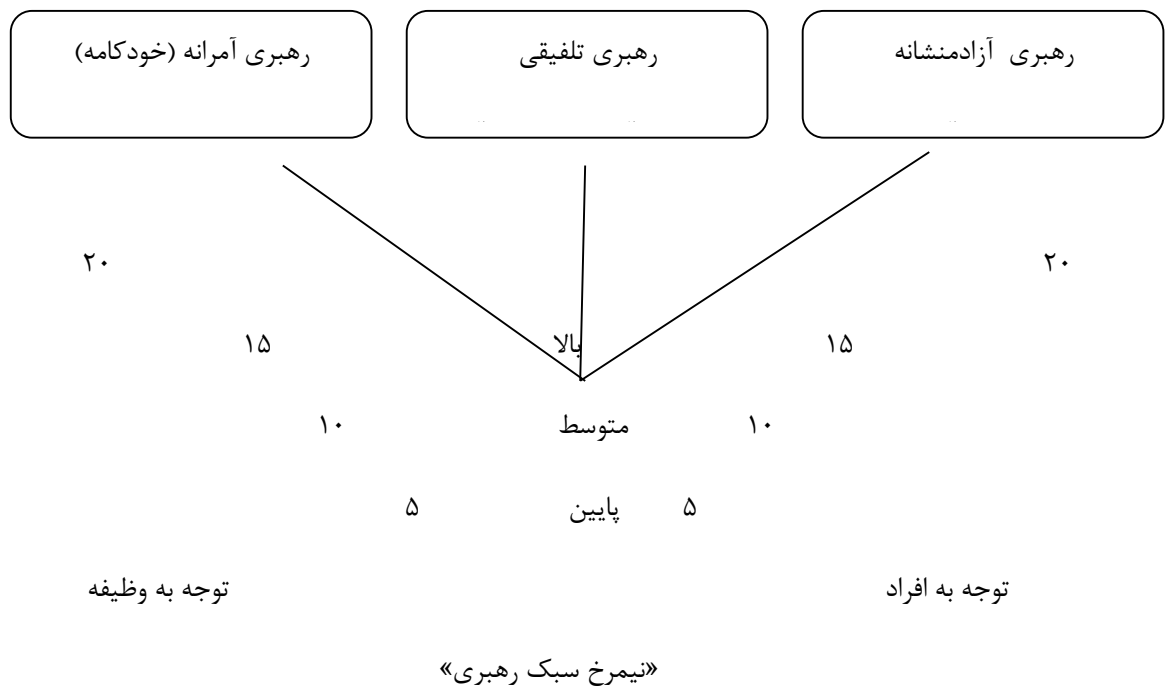 رهبری آزادمنشانه
رهبری تلفیقی
رهبری آمرانه (خودکامه)
۲۰
۲۰
۱۵
بالا
۱۵
۱۰
متوسط
۱۰
۵
پایین
۵
توجه به افراد
توجه به وظیفه
«نیمرخ سبک رهبری»